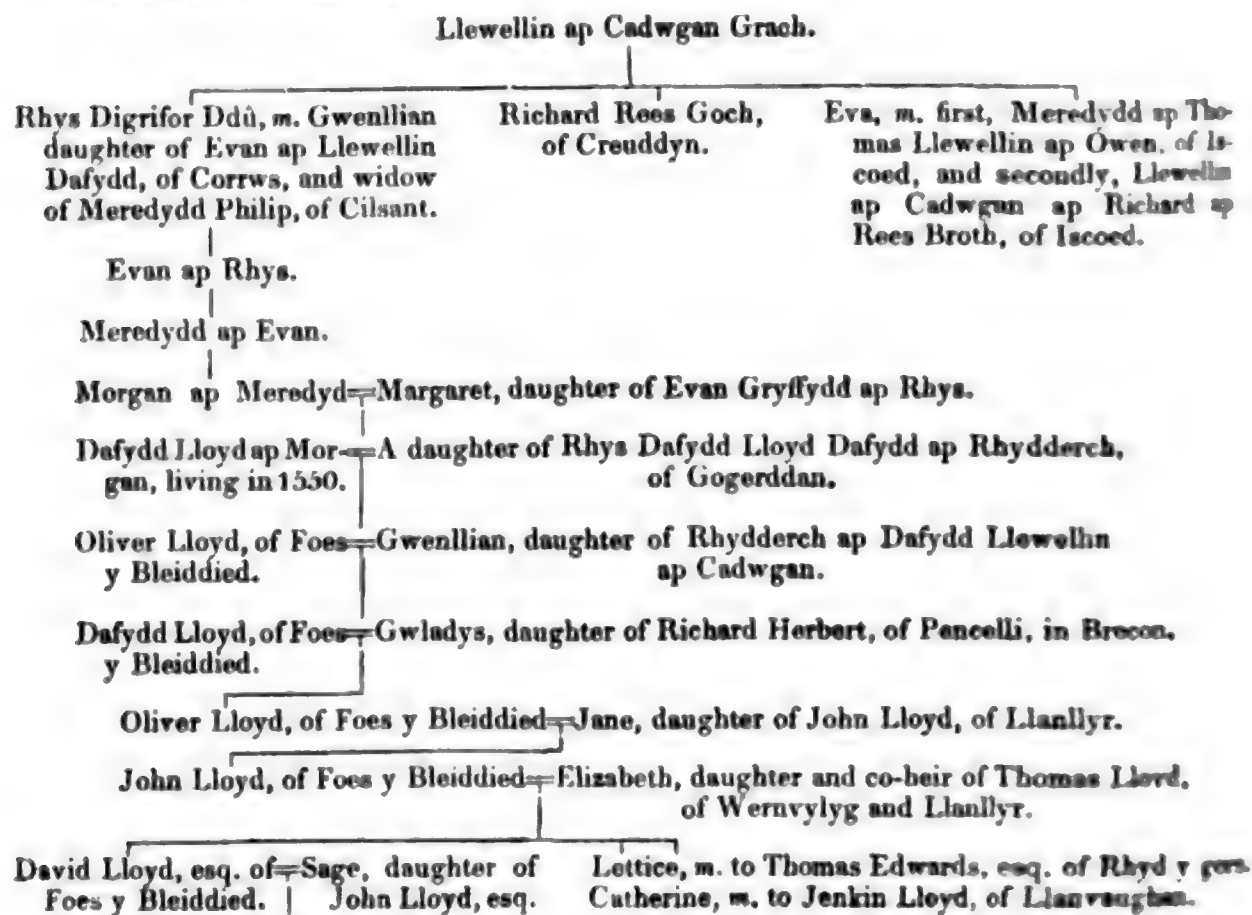 Llewellin ap Cadwgan Grach.
Rhys Digrifor Ddû, m. Gwenllian
daughter of Evan ap Llewellin
Dafydd, of Corrws, and widow
of Meredydd Philip, of Cilsant.
Richard Rees Goch,
of Creuddyn.
Eva, m. first, Meredydd ap Tho-
mas Llewellin ap Owen, of Is-
coed, and secondly, Llewellin
ap Cadwgan ap Richard ap
Rees Broth, of Iscoed.
Evan ap Rhys.
Meredydd ap Evan.
Morgan ap Meredyd=Margaret, daughter of Evan Gryffydd ap Rhys.
Dafydd Lloyd ap Mor-=A daughter of Rhys Dafydd Lloyd Dafydd ap Rhydderch,
gan, living in 1550. of Gogerddan.
Oliver Lloyd, of Foes=Gwenllian, daughter of Rhydderch ap Dafydd Llewellin
y Bleiddied. ap Cadwgan.
Dafydd Lloyd, of Foes=Gwladys, daughter of Richard Herbert, of Pencelli, in Brecon.
y Bleiddied.
Oliver Lloyd, of Foes y Bleiddied=Jane, daughter of John Lloyd, of Llanllyr.
John Lloyd, of Foes y Bleiddied=Elizabeth, daughter and co-heir of Thomas Lloyd,
of Wernvylyg and Llanllyr.
David Lloyd, esq. of=Sage, daughter of
Foes y Bleiddied. John Lloyd, esq.
Lettice, m. to Thomas Edwards, esq. of Rhyd y gors.
Catherine, m. to Jenkin Lloyd, of Llanvaughan.